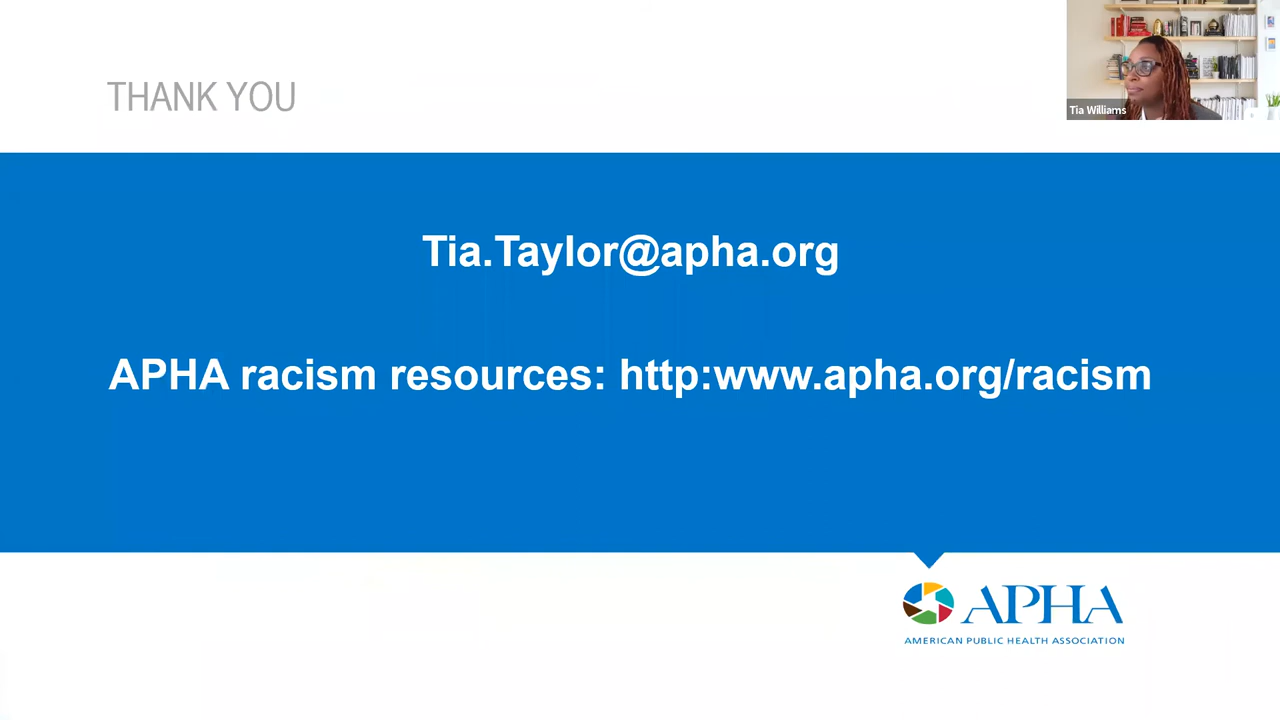 THANK YOU
Tia Williams
Tia.Taylor@apha.org
APHA racism resources: http:www.apha.org/racism
APHA
AMERICAN PUBLIC HEALTH ASSOCIATION